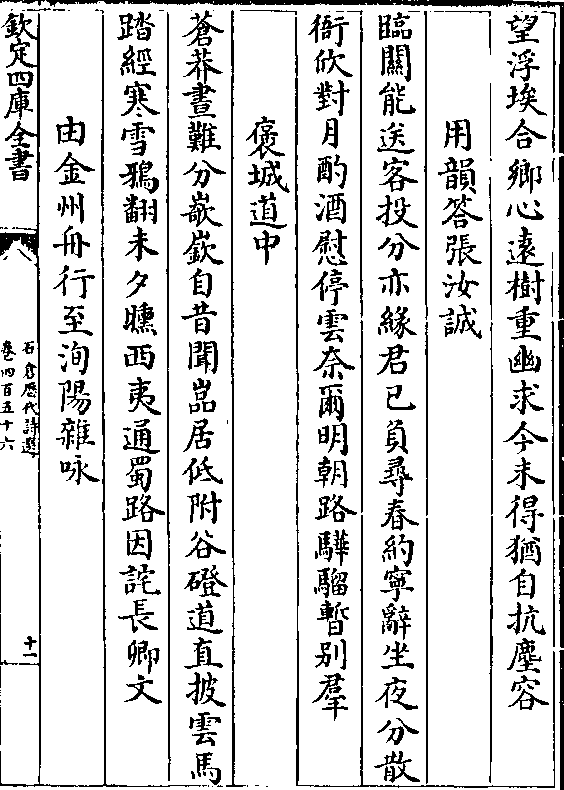 望浮埃合鄉心遠樹重幽求今未得猶自抗塵容
用韻答張汝誠
臨關能送客投分亦緣君已負尋春約寧辭坐夜分散
衙欣對月酌酒慰停雲奈爾明朝路驊騮暫别羣
褒城道中
蒼莽晝難分嶔嶔自昔聞嵓居低附谷磴道直披雲馬
踏經寒雪鴉翻未夕曛西夷通蜀路因詫長卿文
由金州舟行至洵陽雜咏
欽定四庫全書
石倉歷代詩選
卷四百五十六
十一